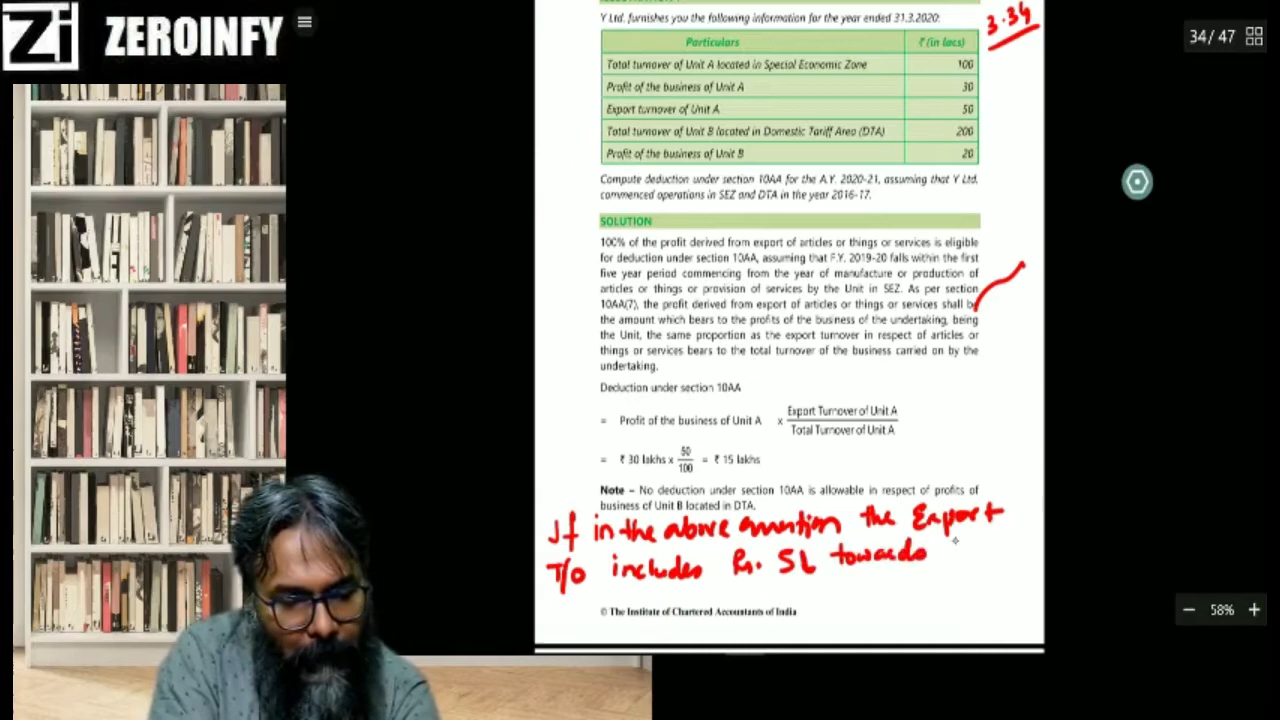 Zi ZEROINFY
34/ 47
ILLUSTRATION
3.34
Y Ltd. furnishes you the following information for the year ended 31.3.2020:
Particulars ₹ (in lacs)
Total turnover of Unit A located in Special Economic Zone 100
Profit of the business of Unit A 30
Export turnover of Unit A 50
Total turnover of Unit B located in Domestic Tariff Area (DTA) 200
Profit of the business of Unit B 20
Compute deduction under section 10AA for the A.Y. 2020-21, assuming that Y Ltd.
commenced operations in SEZ and DTA in the year 2016-17.
SOLUTION
100% of the profit derived from export of articles or things or services is eligible
for deduction under section 10AA, assuming that F.Y. 2019-20 falls within the first
five year period commencing from the year of manufacture or production of
articles or things or provision of services by the Unit in SEZ. As per section
10AA(7), the profit derived from export of articles or things or services shall be
the amount which bears to the profits of the business of the undertaking, being
the Unit, the same proportion as the export turnover in respect of articles or
things or services bears to the total turnover of the business carried on by the
undertaking.
Deduction under section 10AA
= Profit of the business of Unit A x Export Turnover of Unit A
Total Turnover of Unit A
= ₹ 30 lakhs x 50/100 = ₹ 15 lakhs
Note – No deduction under section 10AA is allowable in respect of profits of
business of Unit B located in DTA.
If in the above question the Export
T/o includes Rs. 5L towards
© The Institute of Chartered Accountants of India
58%